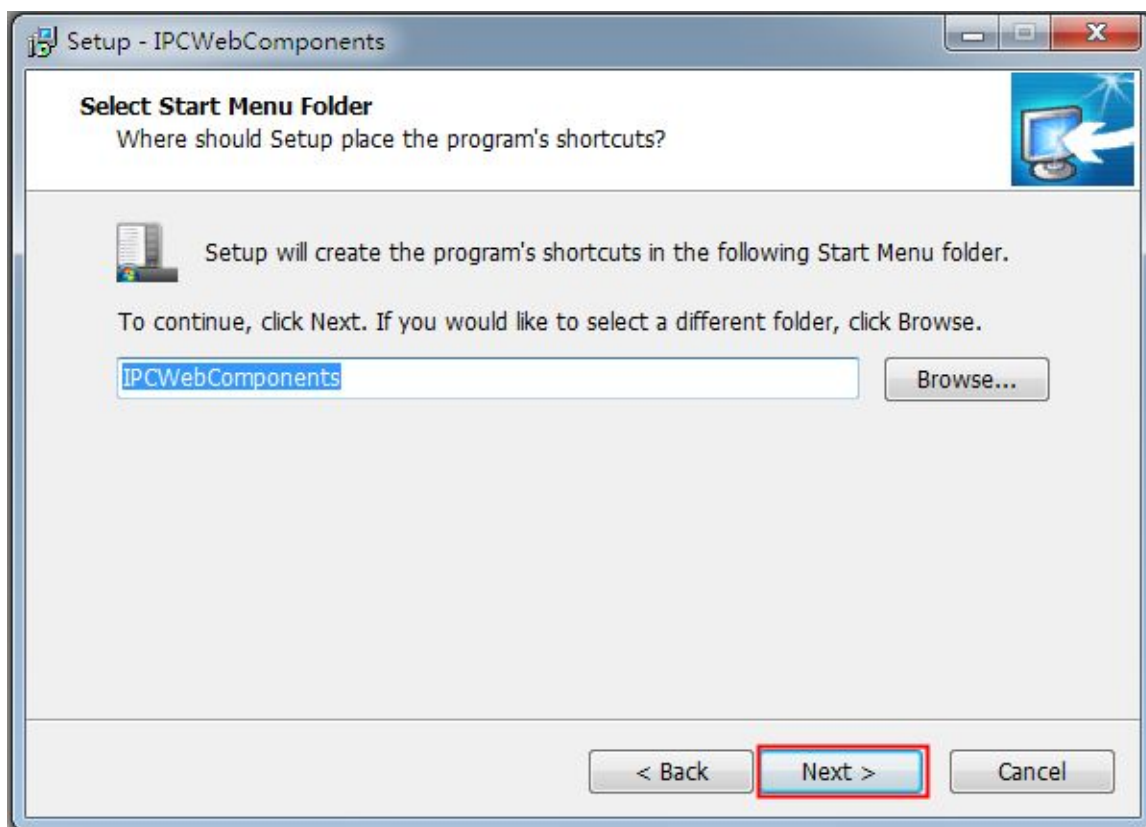 Setup - IPCWebComponents
Select Start Menu Folder
Where should Setup place the program's shortcuts?
Setup will create the program's shortcuts in the following Start Menu folder.
To continue, click Next. If you would like to select a different folder, click Browse.
IPCWebComponents
Browse...
< Back
Next >
Cancel